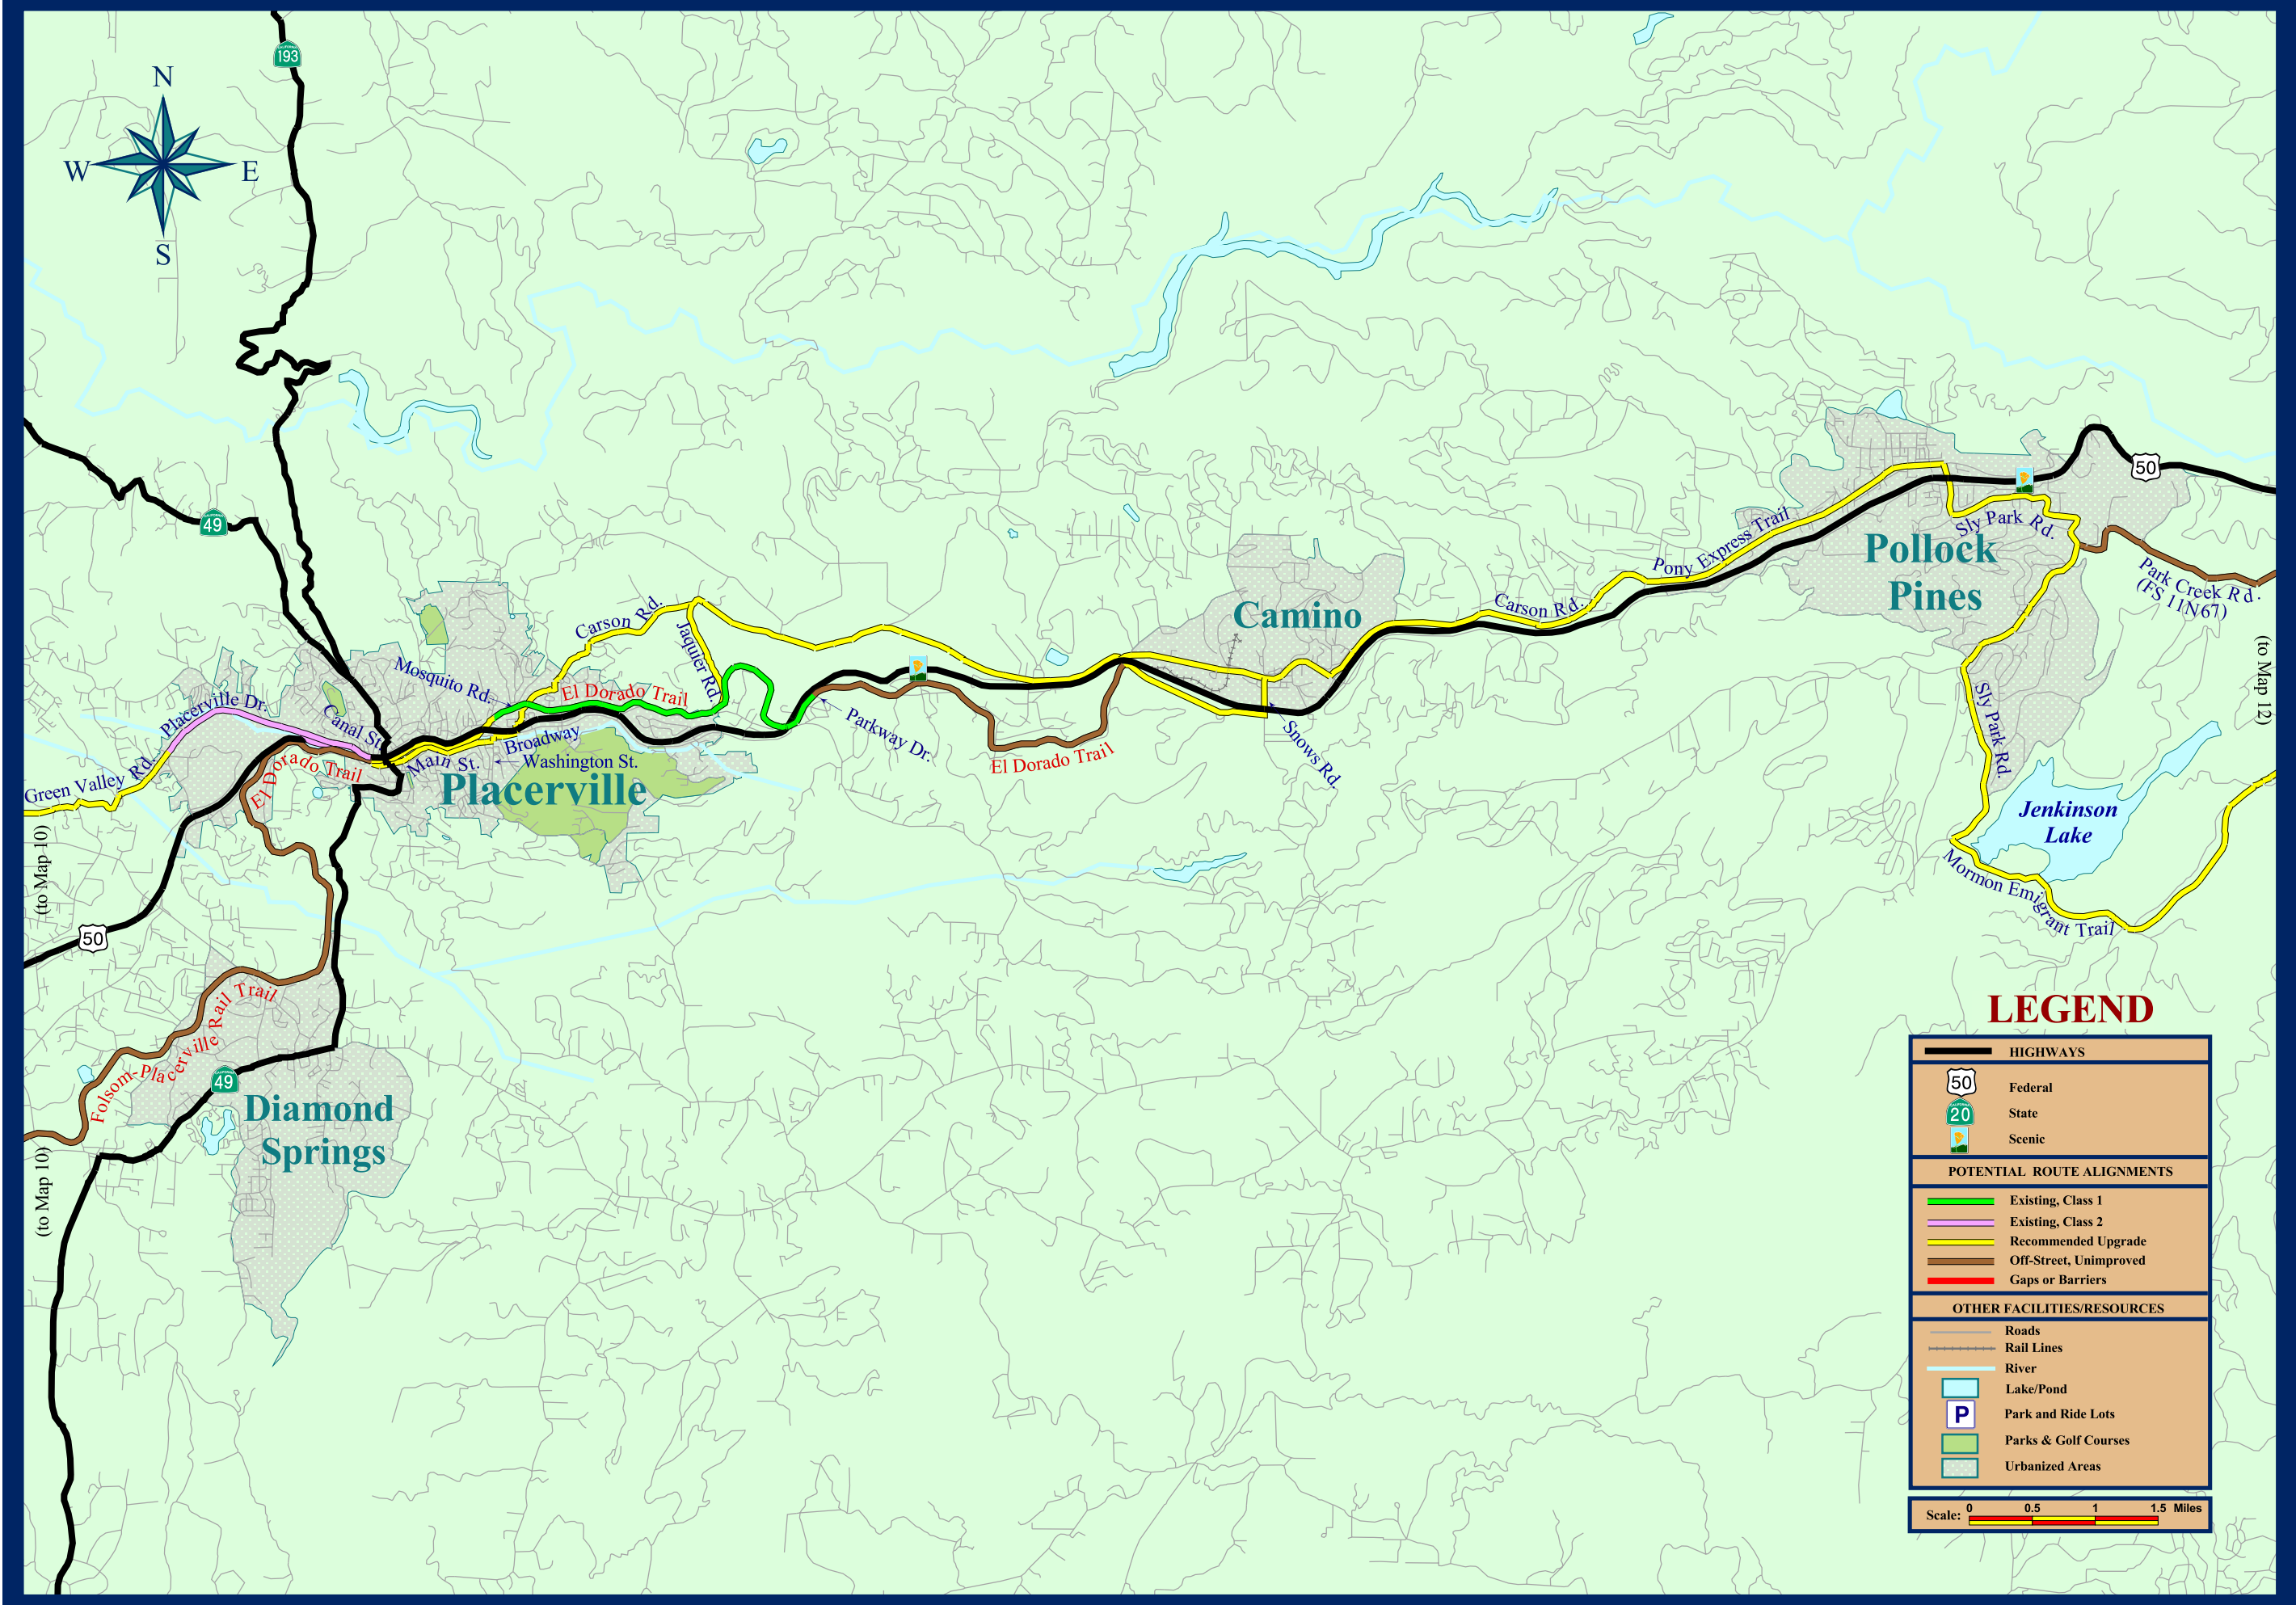 CALIFORNIA
193
N
W
E
S
50
CALIFORNIA
49
Pony Express Trail
Sly Park Rd.
Pollock
Pines
Park Creek Rd.
(FS 11N67)
Carson Rd.
Camino
Carson Rd.
Jaquier Rd.
(to Map 12)
Mosquito Rd.
El Dorado Trail
Placerville Dr.
Canal St.
Parkway Dr.
Broadway
Snows Rd.
Sly Park Rd.
Main St.
Washington St.
El Dorado Trail
Green Valley Rd.
El Dorado Trail
Placerville
Jenkinson
Lake
(to Map 10)
Mormon Emigrant Trail
50
Folsom-Placerville Rail Trail
CALIFORNIA
49
Diamond
Springs
(to Map 10)
LEGEND
HIGHWAYS
50
Federal
CALIFORNIA
20
State
Scenic
POTENTIAL ROUTE ALIGNMENTS
Existing, Class 1
Existing, Class 2
Recommended Upgrade
Off-Street, Unimproved
Gaps or Barriers
OTHER FACILITIES/RESOURCES
Roads
Rail Lines
River
Lake/Pond
P
Park and Ride Lots
Parks & Golf Courses
Urbanized Areas
Scale:
0 0.5 1 1.5 Miles